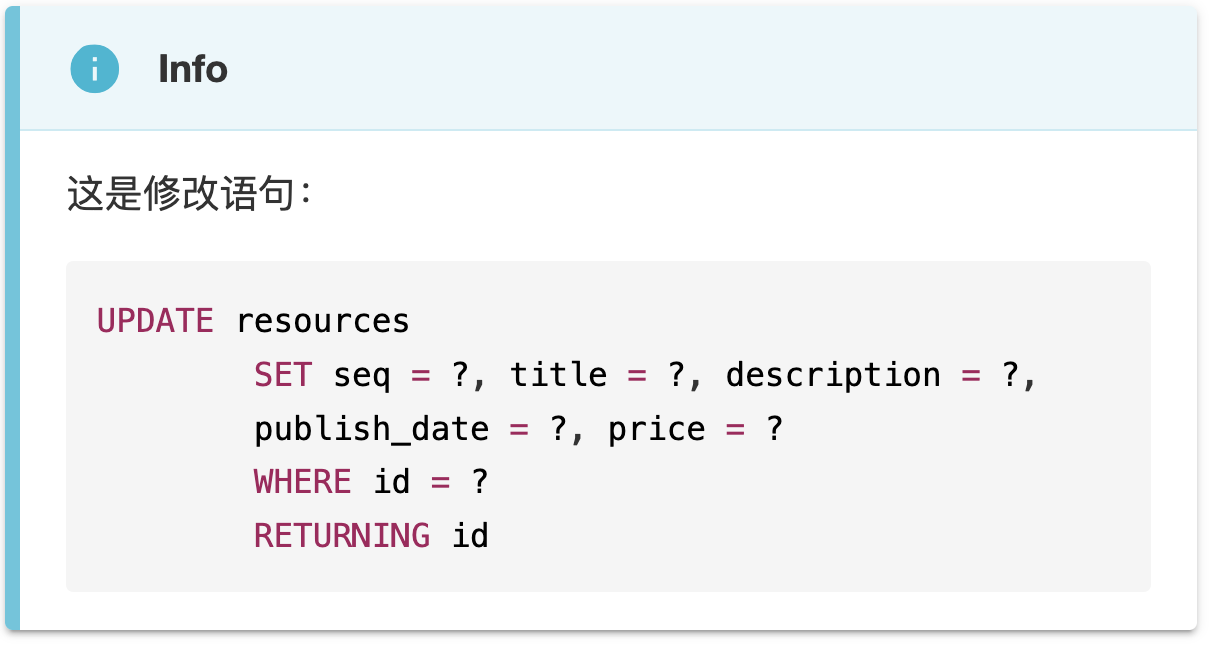 Info
这是修改语句：
UPDATE resources
SET seq = ?, title = ?, description = ?,
publish_date = ?, price = ?
WHERE id = ?
RETURNING id